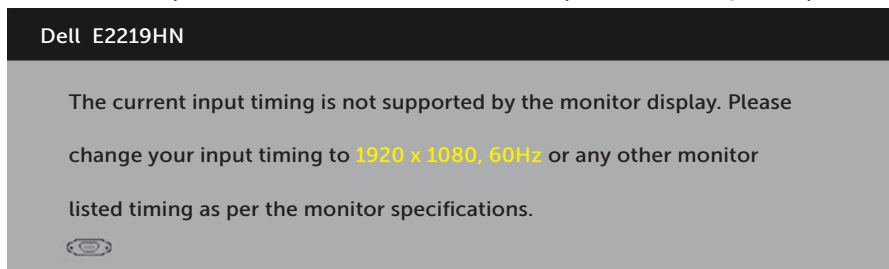 Dell E2219HN
The current input timing is not supported by the monitor display. Please
change your input timing to 1920 x 1080, 60Hz or any other monitor
listed timing as per the monitor specifications.